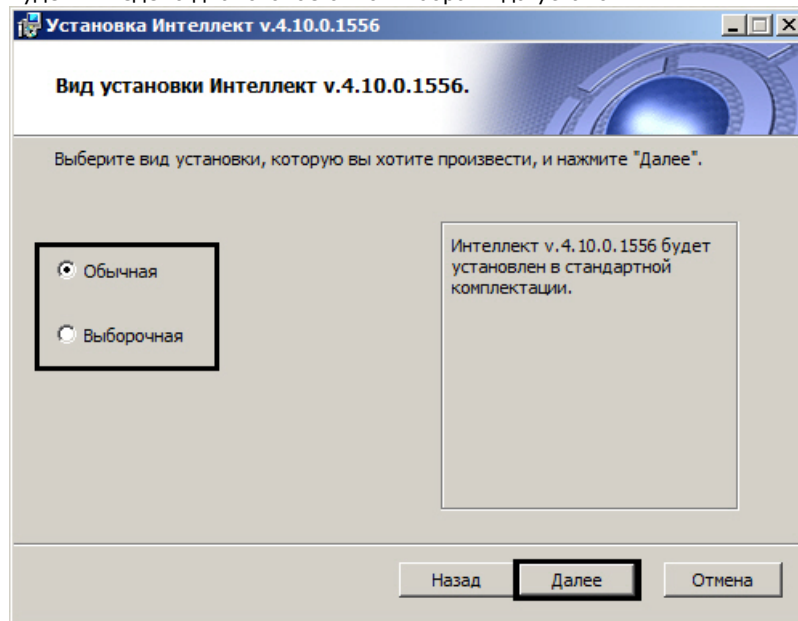 Установка Интеллект v.4.10.0.1556
Вид установки Интеллект v.4.10.0.1556.
Выберите вид установки, которую вы хотите произвести, и нажмите "Далее".
Обычная
Выборочная
Интеллект v.4.10.0.1556 будет
установлен в стандартной
комплектации.
Назад
Далее
Отмена